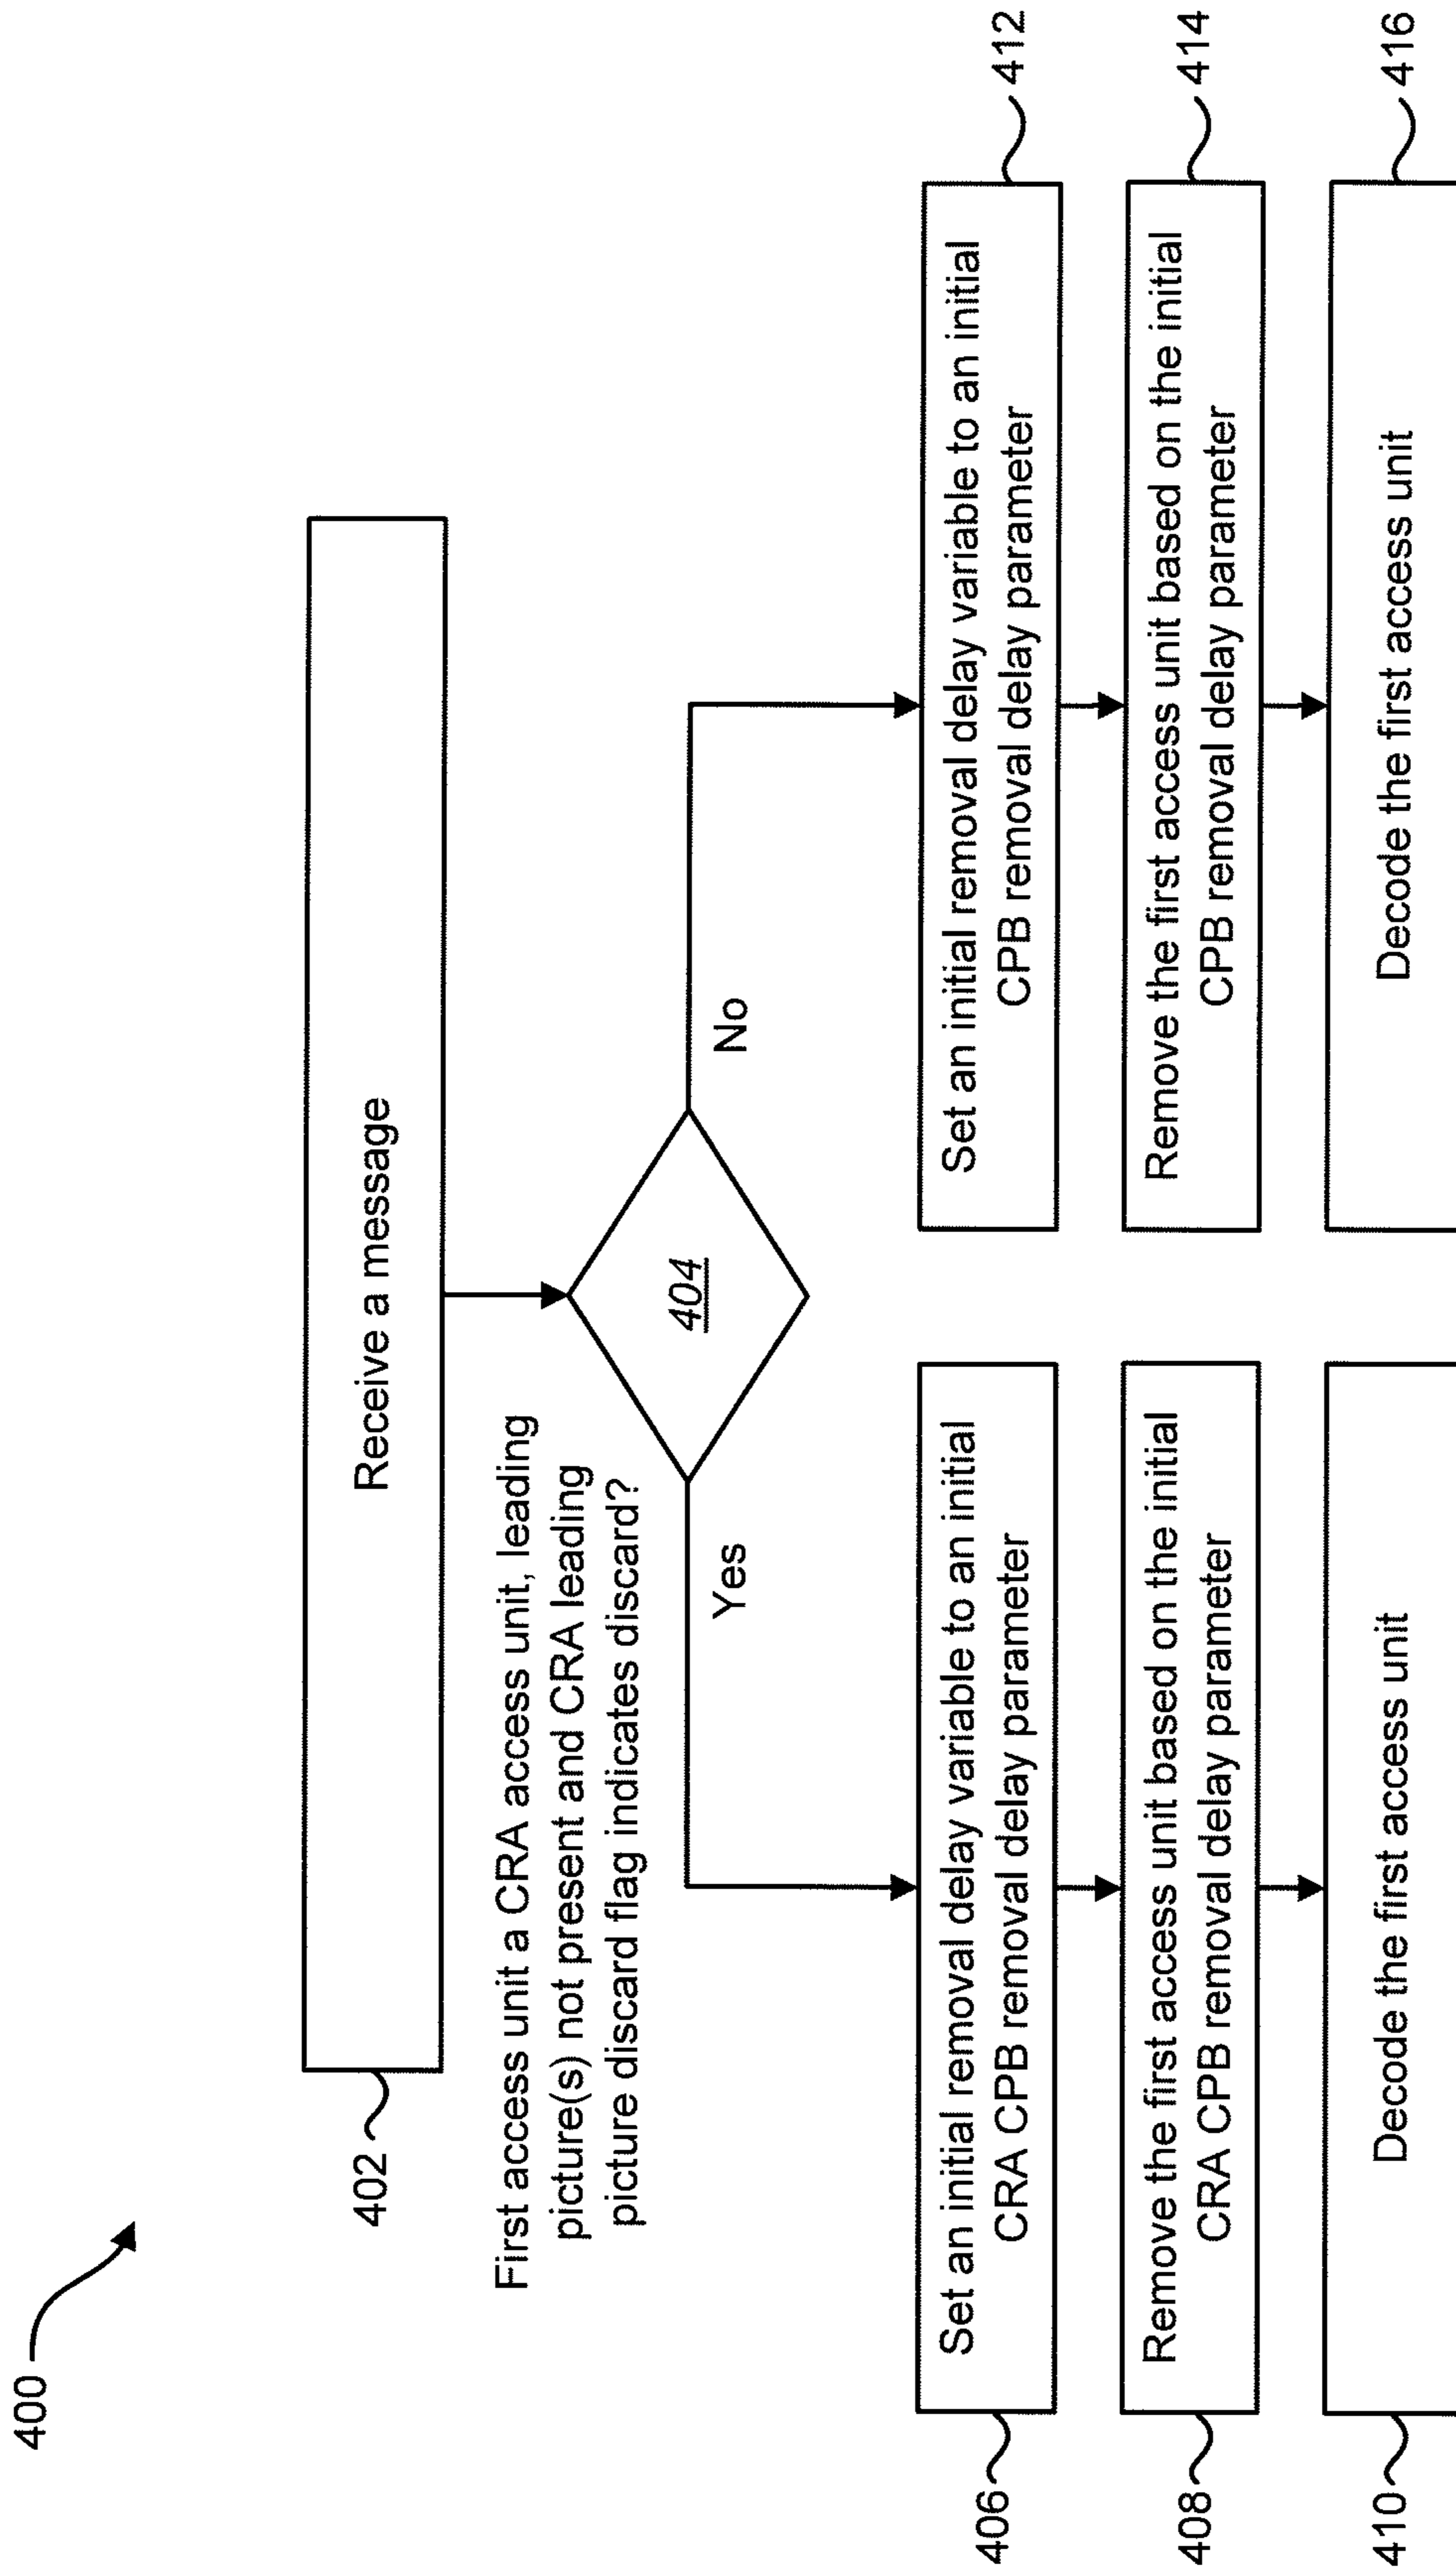 400
402
Receive a message
First access unit a CRA access unit, leading
picture(s) not present and CRA leading
picture discard flag indicates discard?
404
Yes
No
406
Set an initial removal delay variable to an initial
CRA CPB removal delay parameter
408
Remove the first access unit based on the initial
CRA CPB removal delay parameter
410
Decode the first access unit
Set an initial removal delay variable to an initial
CPB removal delay parameter
412
Remove the first access unit based on the initial
CPB removal delay parameter
414
Decode the first access unit
416